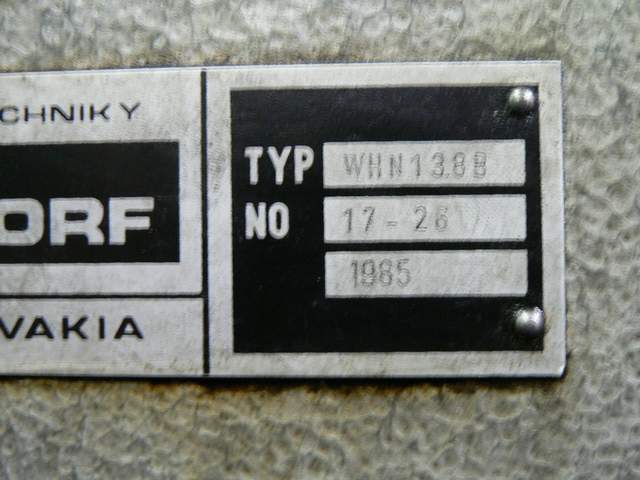 CHNIKY
ORF
VAKIA
TYP WHN13.8B
NO 17-26
1985